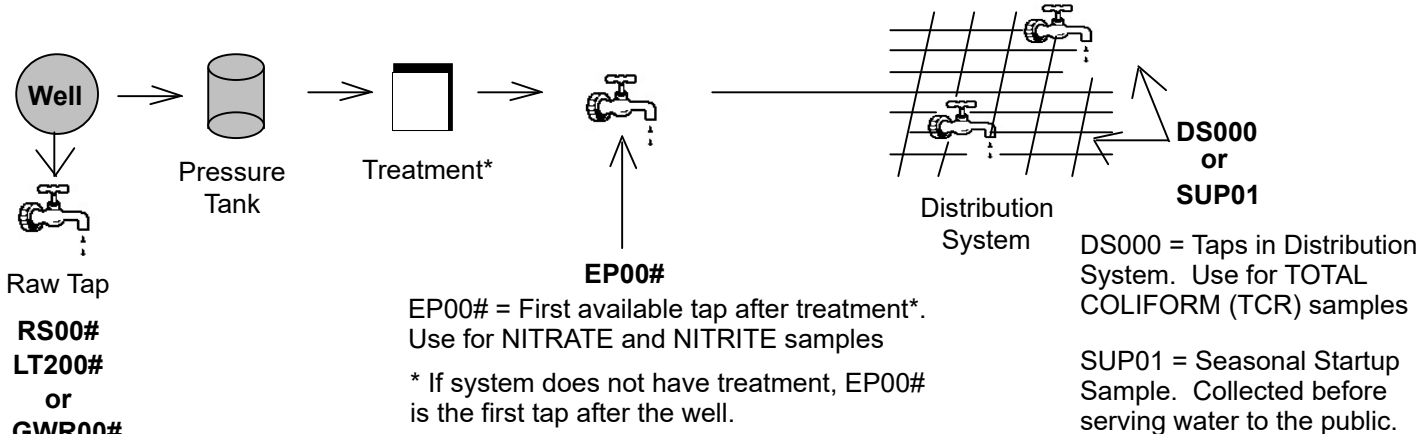 Well
Pressure
Tank
Treatment*
Raw Tap
RS00#
LT200#
or
GWR00#
EP00#
EP00# = First available tap after treatment*.
Use for NITRATE and NITRITE samples
* If system does not have treatment, EP00#
is the first tap after the well.
Distribution
System
DS000
or
SUP01
DS000 = Taps in Distribution
System. Use for TOTAL
COLIFORM (TCR) samples
SUP01 = Seasonal Startup
Sample. Collected before
serving water to the public.